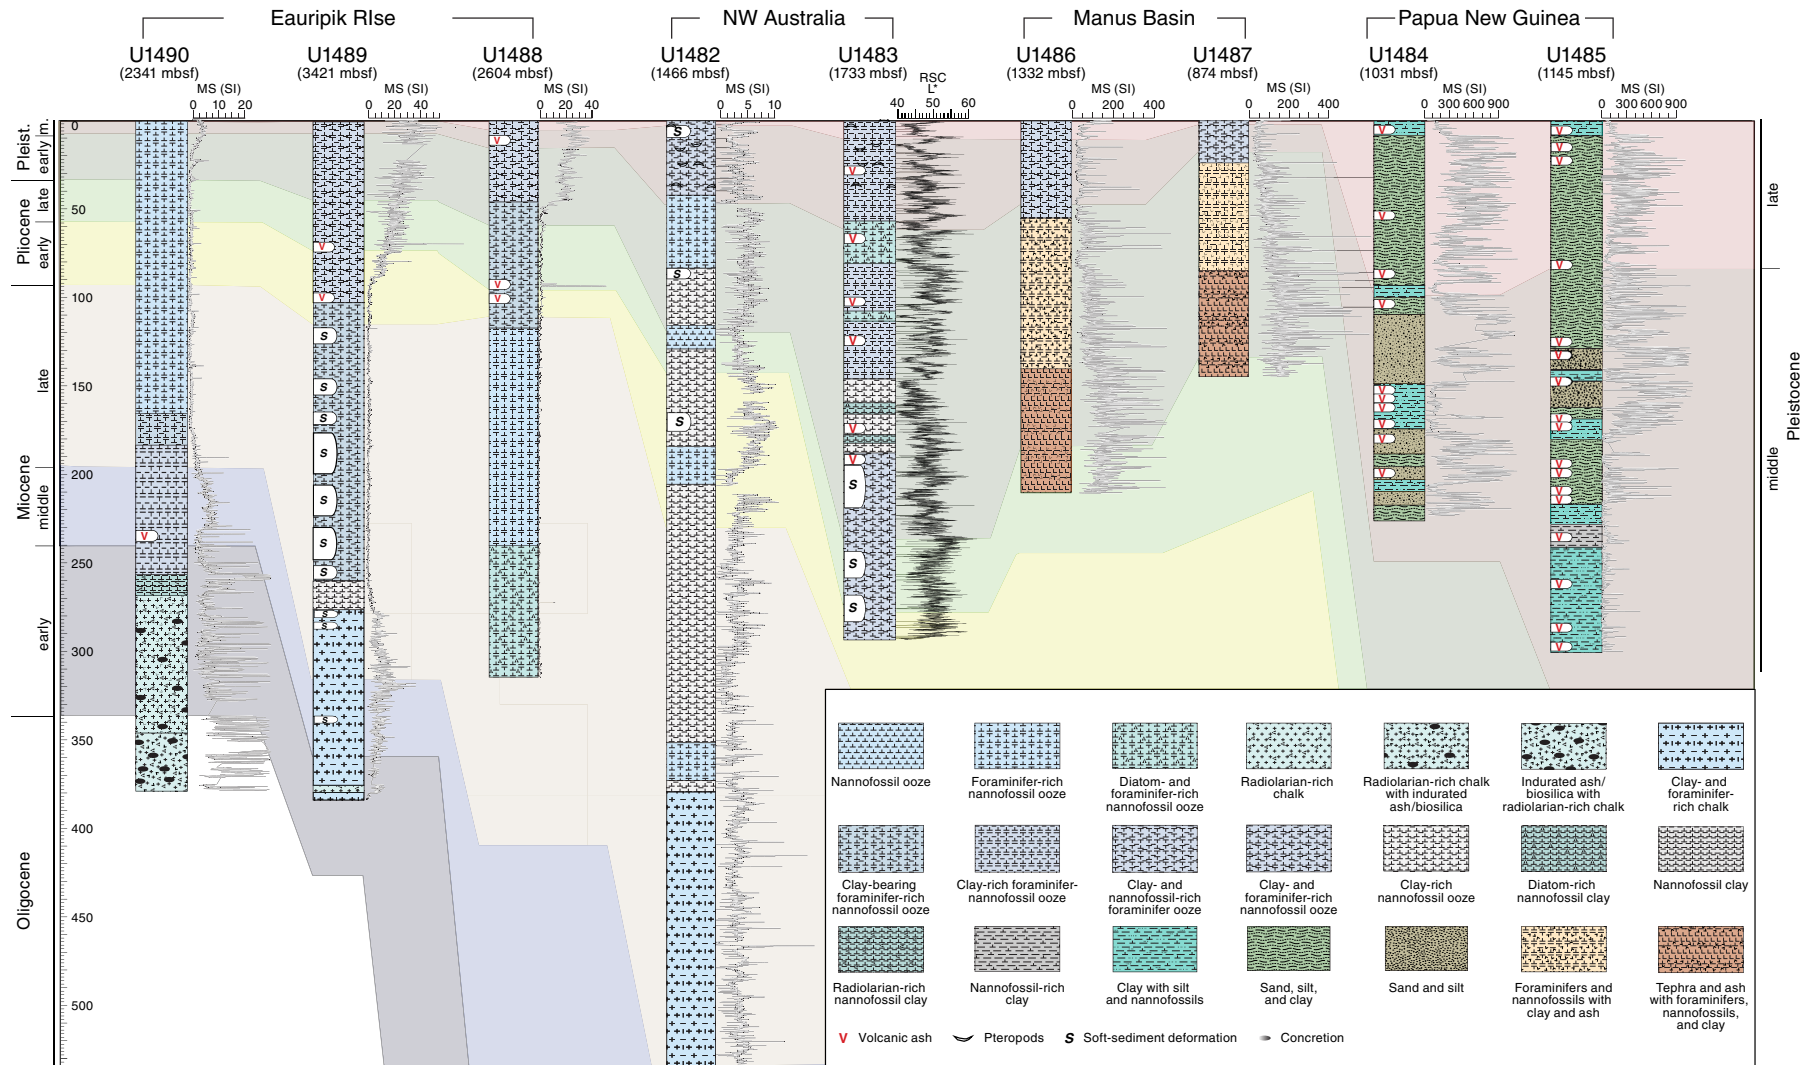 Eauripik RIse
NW Australia
Manus Basin
Papua New Guinea
U1490
U1489
U1488
U1482
U1483
U1486
U1487
U1484
U1485
(2341 mbsf)
(3421 mbsf)
(2604 mbsf)
(1466 mbsf)
(1733 mbsf)
(1332 mbsf)
(874 mbsf)
(1031 mbsf)
(1145 mbsf)
MS (SI)
0 10 20
MS (SI)
0 20 40
MS (SI)
0 20 40
MS (SI)
0 5 10
RSC
L*
40 50 60
MS (SI)
0 200 400
MS (SI)
0 200 400
MS (SI)
0 300 600 900
MS (SI)
0 300 600 900
Pleist.
early
m.
Pliocene
early
late
Miocene
early
middle
late
Oligocene
0
50
100
150
200
250
300
350
400
450
500
late
middle
Pleistocene
Nannofossil ooze
Foraminifer-rich
nannofossil ooze
Diatom- and
foraminifer-rich
nannofossil ooze
Radiolarian-rich
chalk
Radiolarian-rich chalk
with indurated
ash/biosilica
Indurated ash/
biosilica with
radiolarian-rich chalk
Clay- and
foraminifer-
rich chalk
Clay-bearing
foraminifer-rich
nannofossil ooze
Clay-rich foraminifer-
nannofossil ooze
Clay- and
nannofossil-rich
foraminifer ooze
Clay- and
foraminifer-rich
nannofossil ooze
Clay-rich
nannofossil ooze
Diatom-rich
nannofossil clay
Nannofossil clay
Radiolarian-rich
nannofossil clay
Nannofossil-rich
clay
Clay with silt
and nannofossils
Sand, silt,
and clay
Sand and silt
Foraminifers and
nannofossils with
clay and ash
Tephra and ash
with foraminifers,
nannofossils,
and clay
V Volcanic ash
Pteropods
S Soft-sediment deformation
Concretion